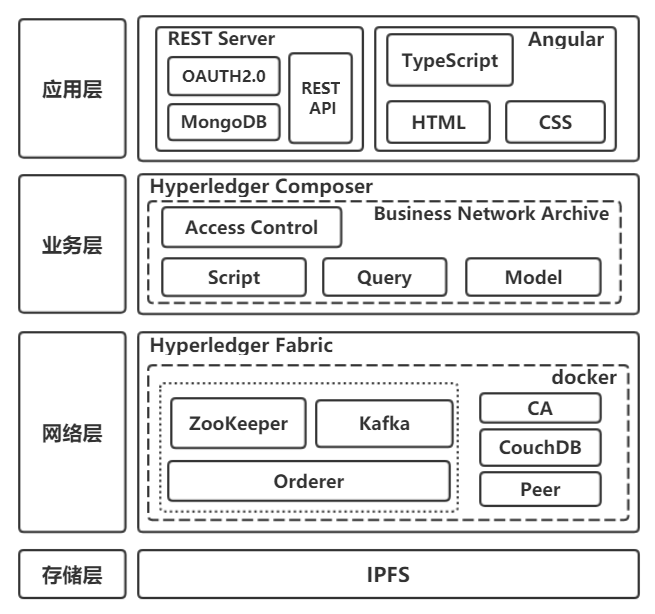 应用层
REST Server
OAUTH2.0
MongoDB
REST
API
Angular
TypeScript
HTML
CSS
业务层
Hyperledger Composer
Business Network Archive
Access Control
Script
Query
Model
网络层
Hyperledger Fabric
docker
ZooKeeper
Kafka
Orderer
CA
CouchDB
Peer
存储层
IPFS